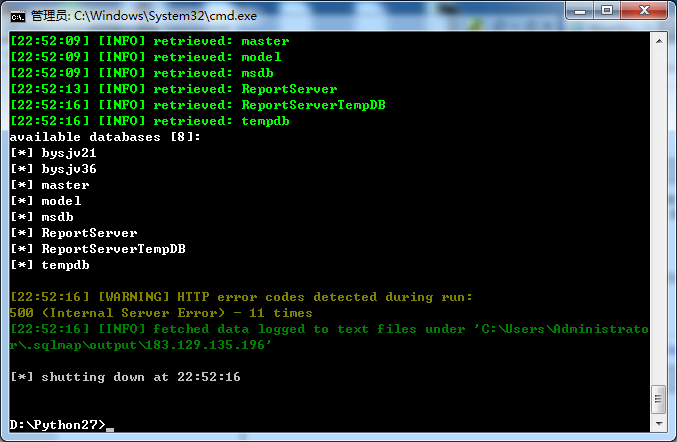 管理员: C:\Windows\System32\cmd.exe
[22:52:09] [INFO] retrieved: master
[22:52:09] [INFO] retrieved: model
[22:52:09] [INFO] retrieved: msdb
[22:52:13] [INFO] retrieved: ReportServer
[22:52:16] [INFO] retrieved: ReportServerTempDB
[22:52:16] [INFO] retrieved: tempdb
available databases [8]:
[*] bysjv21
[*] bysjv36
[*] master
[*] model
[*] msdb
[*] ReportServer
[*] ReportServerTempDB
[*] tempdb
[22:52:16] [WARNING] HTTP error codes detected during run:
500 (Internal Server Error) - 11 times
[22:52:16] [INFO] fetched data logged to text files under 'C:\Users\Administrato
r\.sqlmap\output\183.129.135.196'
[*] shutting down at 22:52:16
D:\Python27>_